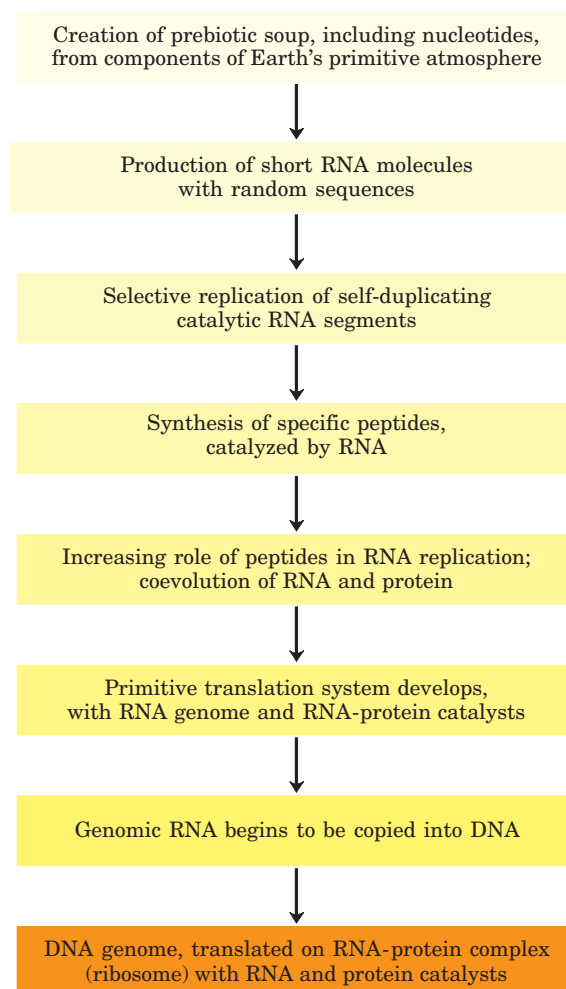 Creation of prebiotic soup, including nucleotides,
from components of Earth's primitive atmosphere
Production of short RNA molecules
with random sequences
Selective replication of self-duplicating
catalytic RNA segments
Synthesis of specific peptides,
catalyzed by RNA
Increasing role of peptides in RNA replication;
coevolution of RNA and protein
Primitive translation system develops,
with RNA genome and RNA-protein catalysts
Genomic RNA begins to be copied into DNA
DNA genome, translated on RNA-protein complex
(ribosome) with RNA and protein catalysts